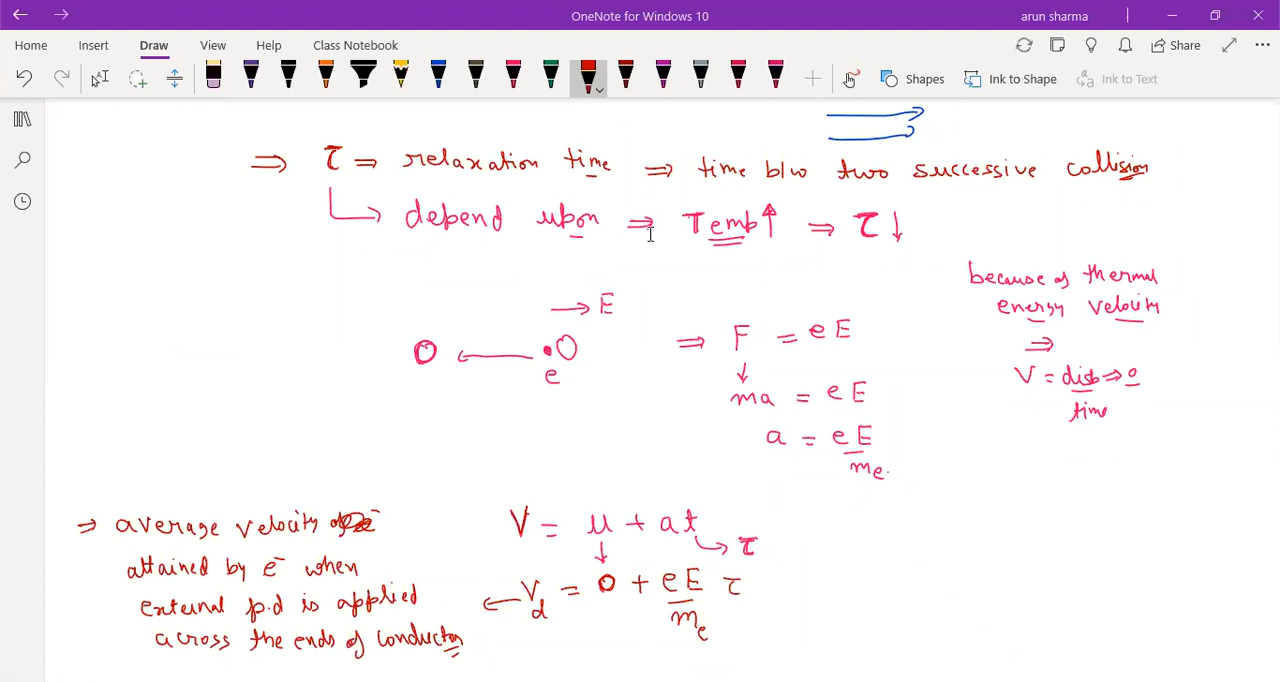 OneNote for Windows 10
arun sharma
Home Insert Draw View Help Class Notebook
Share
Shapes Ink to Shape Ink to Text
⇒ τ ⇒ relaxation time ⇒ time b/w two successive collision
depend upon ⇒ Temp↑ ⇒ τ↓
because of thermal
energy velocity
⇒
V = dist ⇒ 0
time
→ E
e
⇒ F = eE
ma = eE
a = eE
me
⇒ average velocity
attained by e⁻ when
external p.d is applied
across the ends of conductor
V = u + at
→ τ
Vd = 0 + eE τ
me